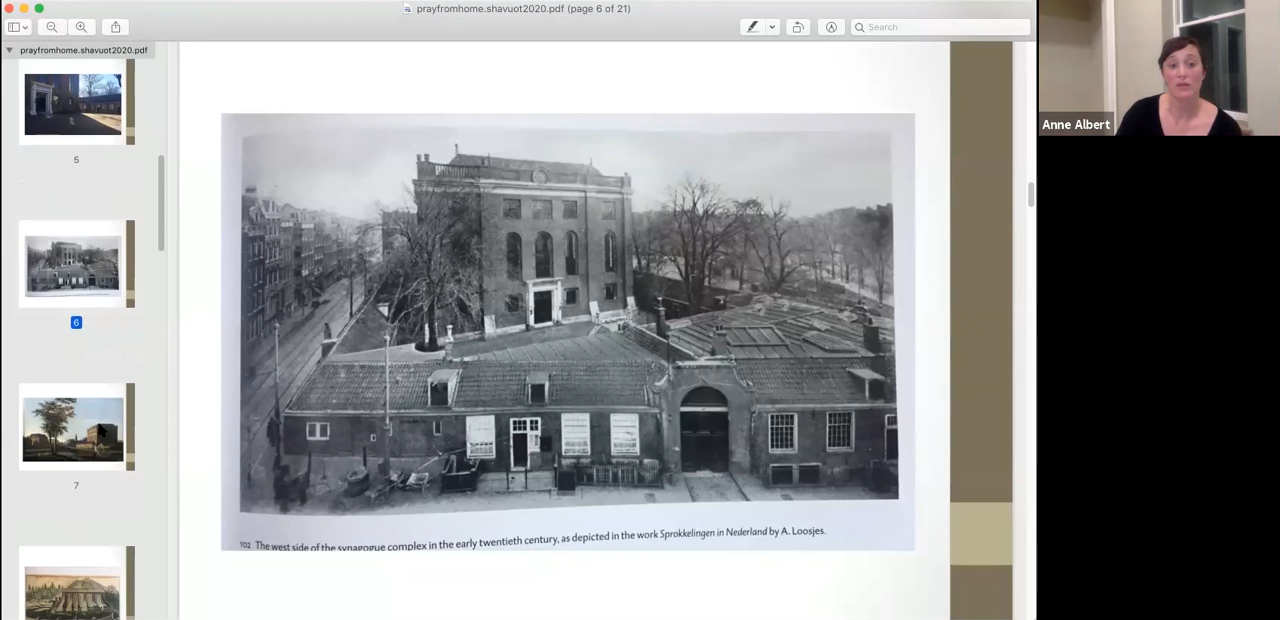 prayfromhome.shavuot2020.pdf (page 6 of 21)
Search
prayfromhome.shavuot2020.pdf
5
6
7
102 The west side of the synagogue complex in the early twentieth century, as depicted in the work Sprokkelingen in Nederland by A. Loosjes.
Anne Albert